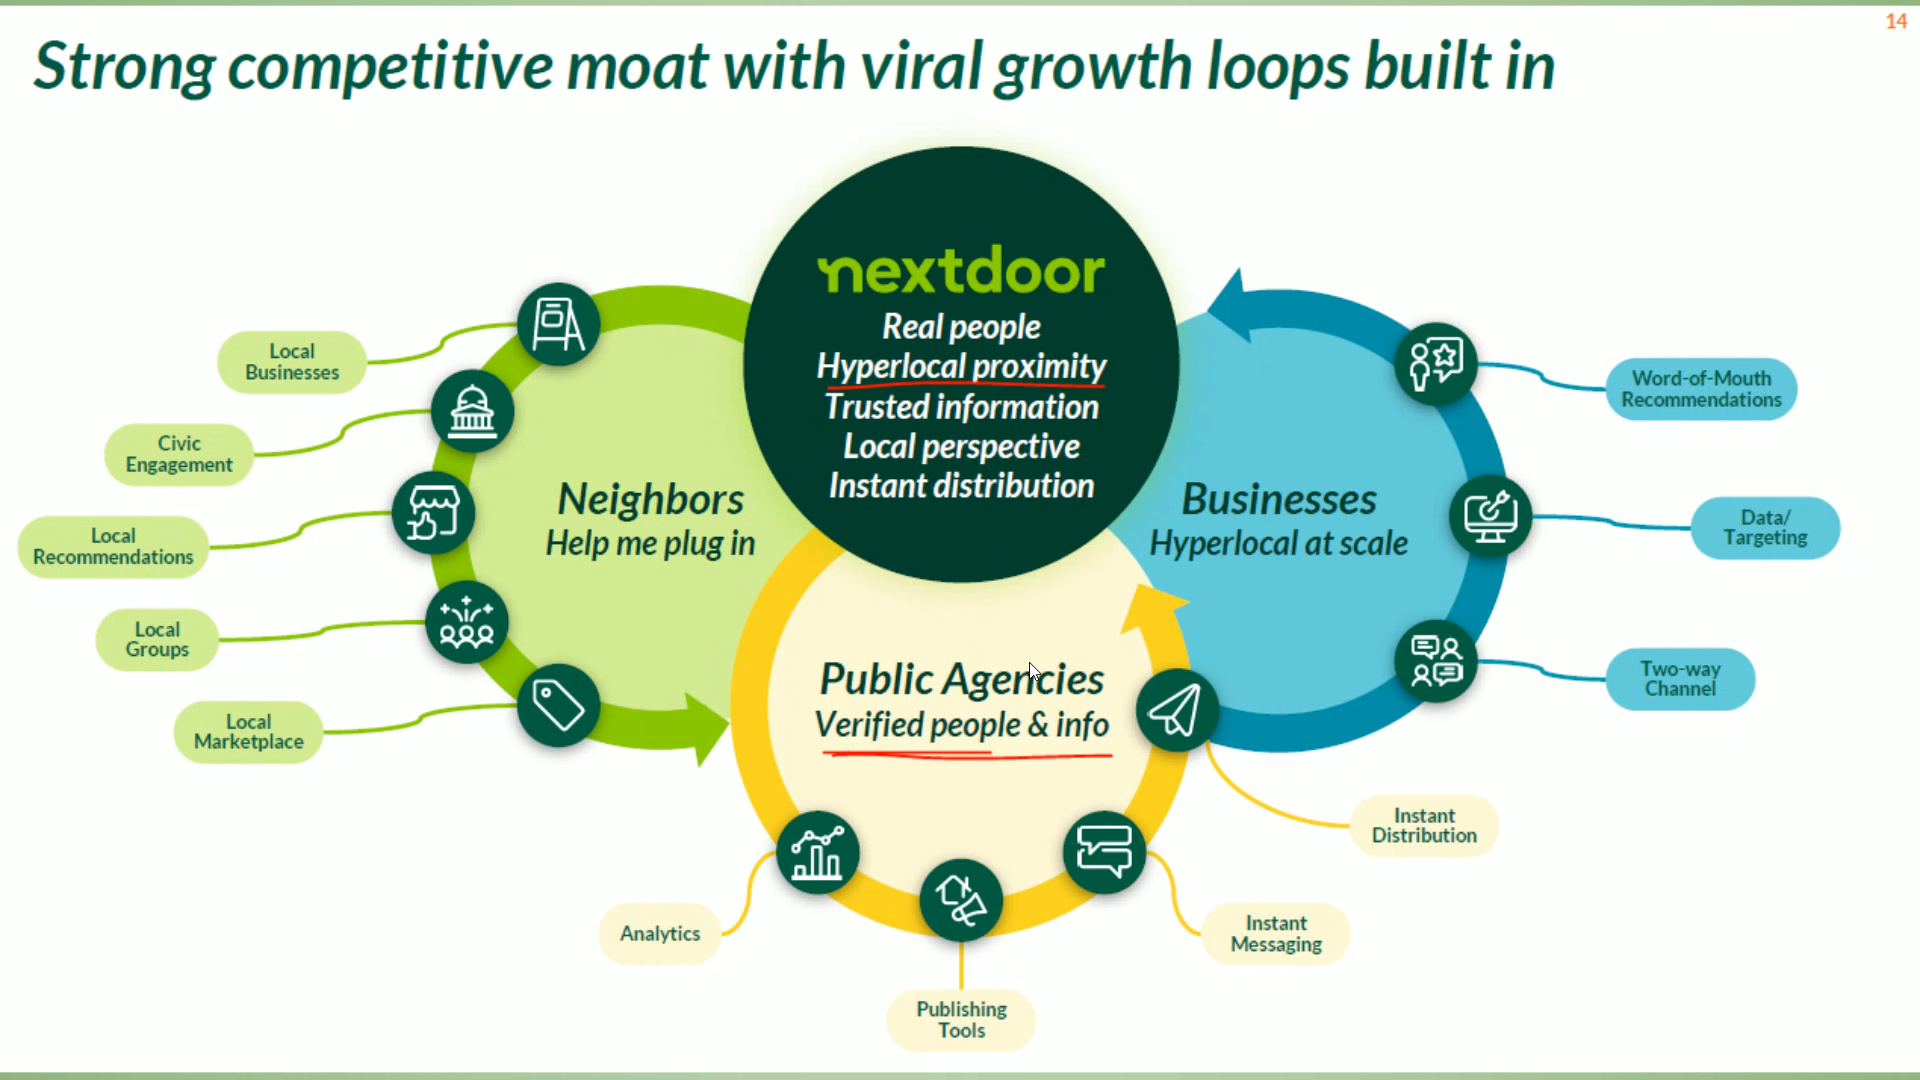 14
Strong competitive moat with viral growth loops built in
nextdoor
Real people
Hyperlocal proximity
Trusted information
Local perspective
Instant distribution
Neighbors
Help me plug in
Local
Businesses
Civic
Engagement
Local
Recommendations
Local
Groups
Local
Marketplace
Businesses
Hyperlocal at scale
Word-of-Mouth
Recommendations
Data/
Targeting
Two-way
Channel
Public Agencies
Verified people & info
Analytics
Publishing
Tools
Instant
Messaging
Instant
Distribution